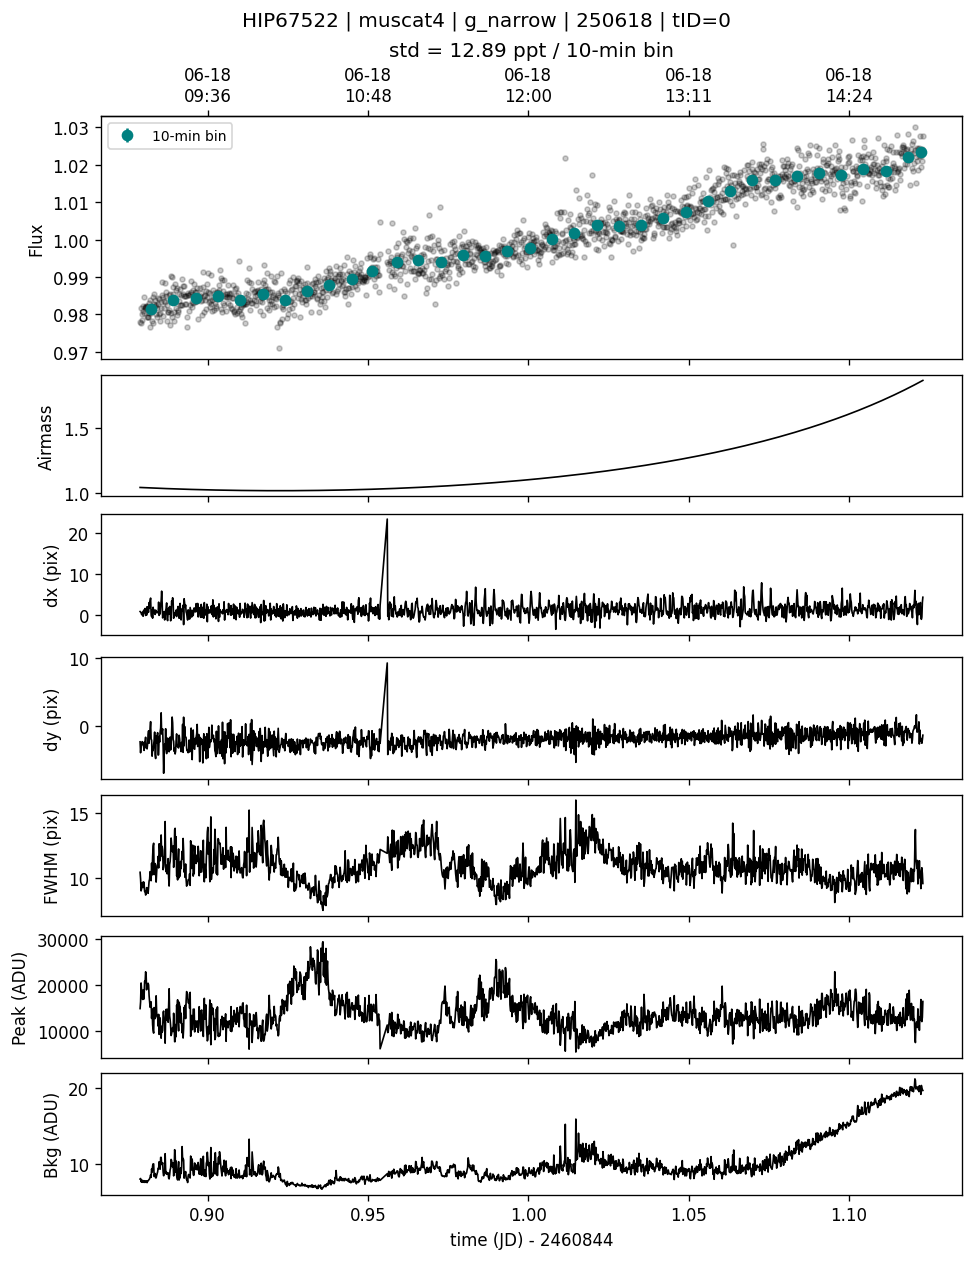 HIP67522 | muscat4 | g_narrow | 250618 | tID=0
std = 12.89 ppt / 10-min bin
06-18 06-18 06-18 06-18 06-18
09:36 10:48 12:00 13:11 14:24
10-min bin
Flux
1.03
1.02
1.01
1.00
0.99
0.98
0.97
Airmass
1.5
1.0
dx (pix)
20
10
0
dy (pix)
10
0
FWHM (pix)
15
10
Peak (ADU)
30000
20000
10000
Bkg (ADU)
20
10
0.90 0.95 1.00 1.05 1.10
time (JD) - 2460844